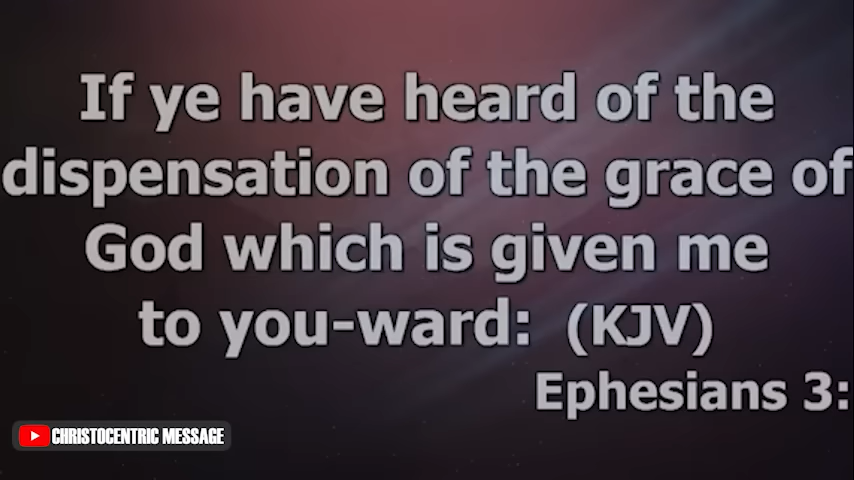 If ye have heard of the
dispensation of the grace of
God which is given me
to you-ward: (KJV)
Ephesians 3:
CHRISTOCENTRIC MESSAGE